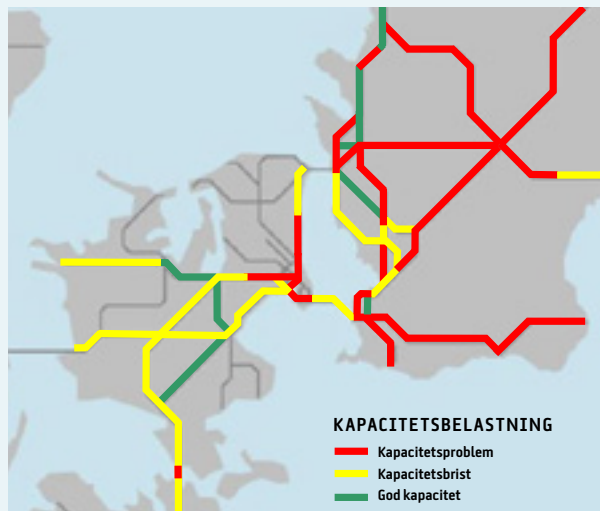 KAPACITETSBELASTNING
Kapacitetsproblem
Kapacitetsbrist
God kapacitet